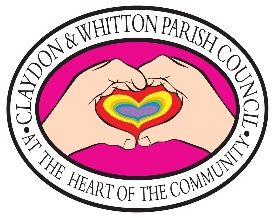 CLAYDON & WHITTON PARISH COUNCIL
• AT THE HEART OF THE COMMUNITY •